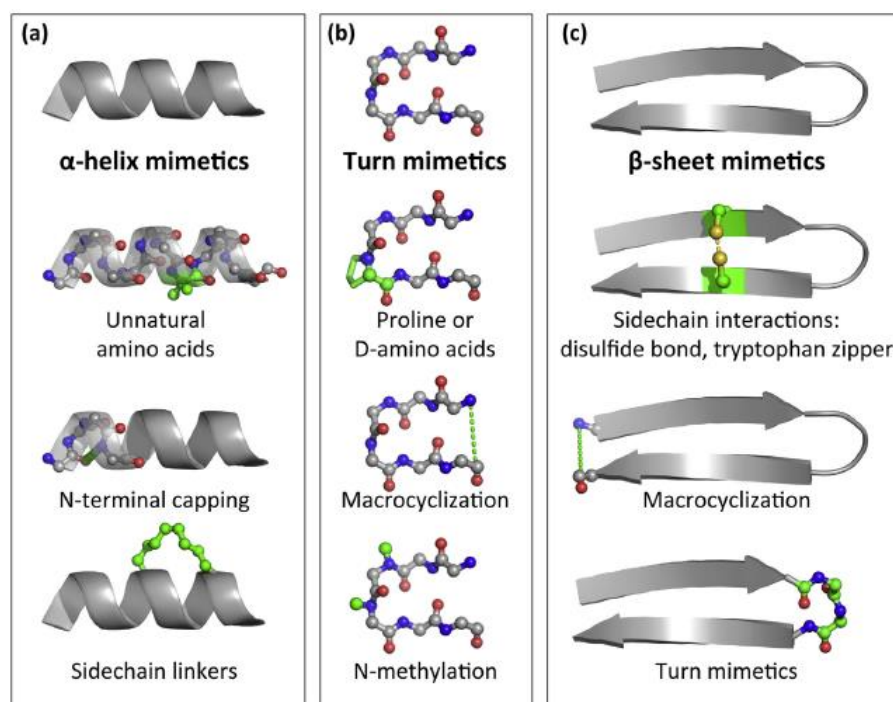 (a)
α-helix mimetics
Unnatural
amino acids
N-terminal capping
Sidechain linkers
(b)
Turn mimetics
Proline or
D-amino acids
Macrocyclization
N-methylation
(c)
β-sheet mimetics
Sidechain interactions:
disulfide bond, tryptophan zipper
Macrocyclization
Turn mimetics